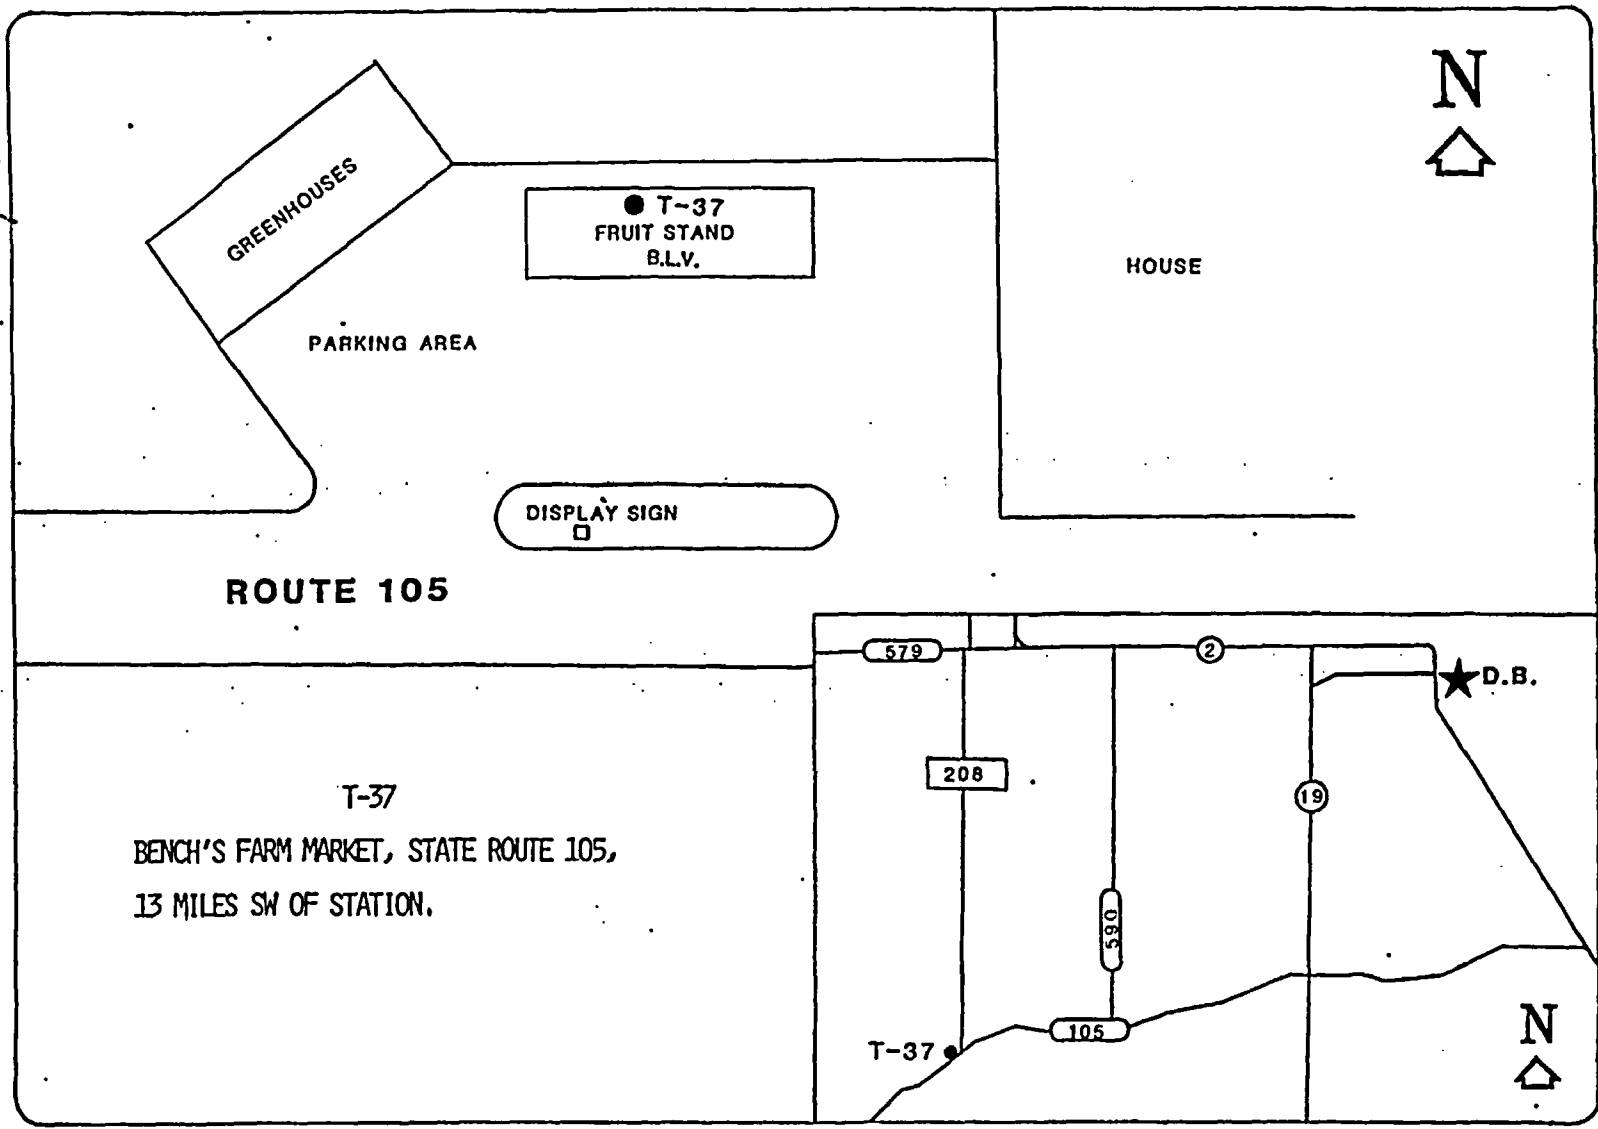 N
GREENHOUSES
T-37
FRUIT STAND
B.L.V.
HOUSE
PARKING AREA
DISPLAY SIGN
ROUTE 105
579
2
D.B.
208
19
T-37
BENCH'S FARM MARKET, STATE ROUTE 105,
13 MILES SW OF STATION.
590
105
T-37
N